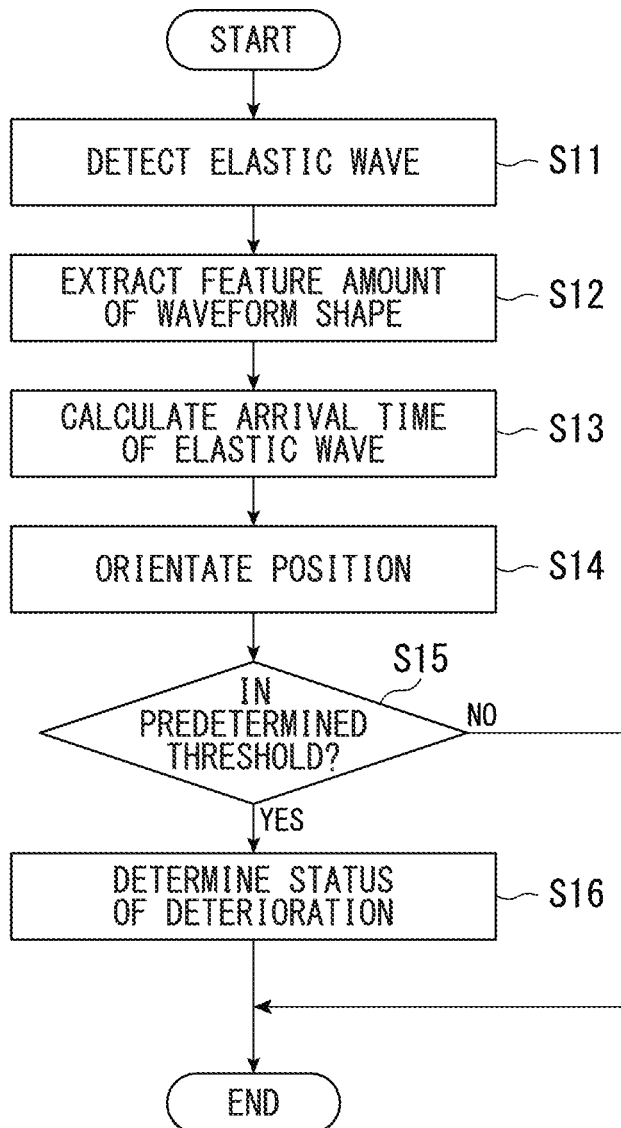 START
DETECT ELASTIC WAVE
S11
EXTRACT FEATURE AMOUNT
OF WAVEFORM SHAPE
S12
CALCULATE ARRIVAL TIME
OF ELASTIC WAVE
S13
ORIENTATE POSITION
S14
S15
IN
PREDETERMINED
THRESHOLD?
NO
YES
DETERMINE STATUS
OF DETERIORATION
S16
END